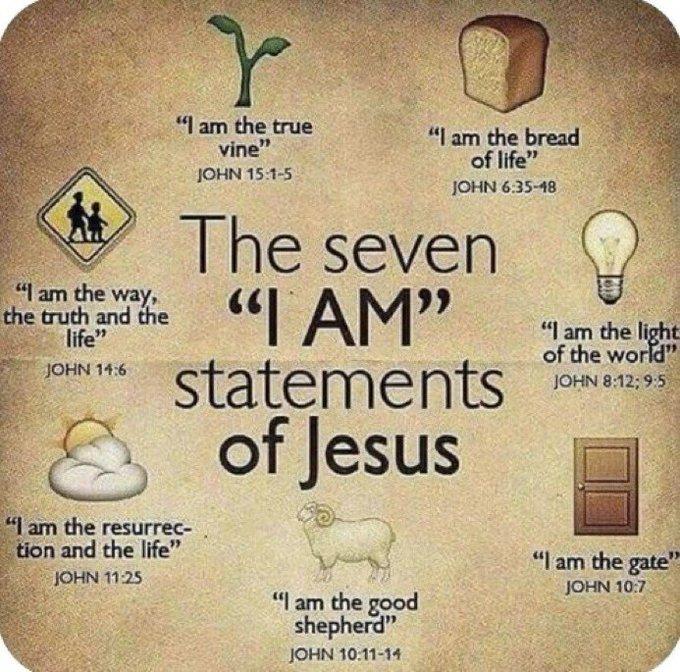 The seven
“I AM”
statements
of Jesus
“I am the true
vine”
JOHN 15:1-5
“I am the bread
of life”
JOHN 6:35-48
“I am the light
of the world”
JOHN 8:12; 9:5
“I am the gate”
JOHN 10:7
“I am the good
shepherd”
JOHN 10:11-14
“I am the resurrec-
tion and the life”
JOHN 11:25
“I am the way,
the truth and the
life”
JOHN 14:6